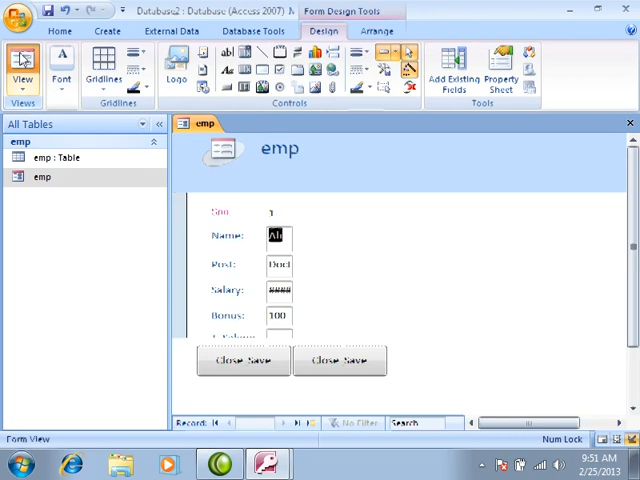 Database2 : Database (Access 2007)
Form Design Tools
Home
Create
External Data
Database Tools
Design
Arrange
View
Font
Gridlines
Logo
Add Existing Fields
Property Sheet
Views
Gridlines
Controls
Tools
All Tables
emp
emp : Table
emp
emp
emp
Sno 1
Name: Ali
Post: Doct
Salary: ####
Bonus: 100
Close Save
Close Save
Record:
No Filter
Search
Form View
Num Lock
9:51 AM
2/25/2013